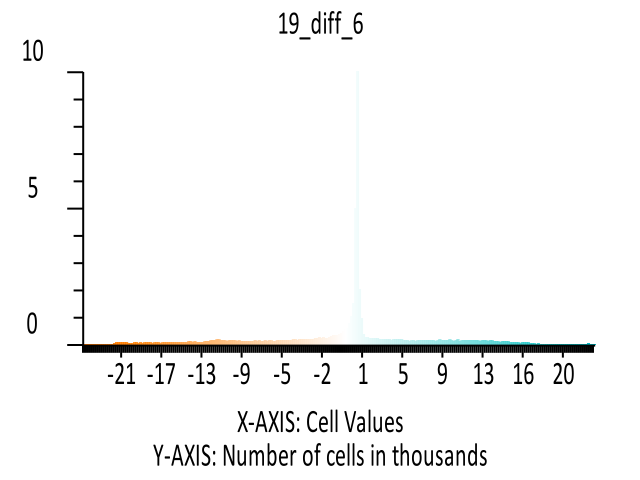 19_diff_6
10
5
0
-21 -17 -13 -9 -5 -2 1 5 9 13 16 20
X-AXIS: Cell Values
Y-AXIS: Number of cells in thousands